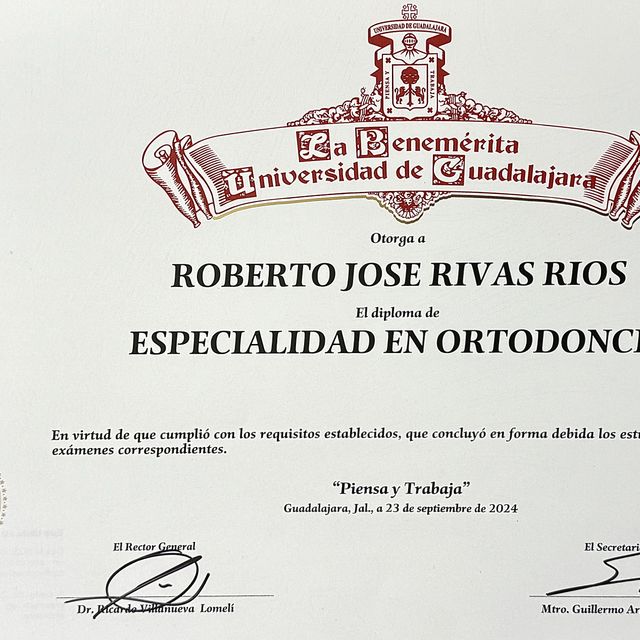 UNIVERSIDAD DE GUADALAJARA
PIENSA Y
TRABAJA
La Benemérita
Universidad de Guadalajara
Otorga a
ROBERTO JOSE RIVAS RIOS
El diploma de
ESPECIALIDAD EN ORTODONCI
En virtud de que cumplió con los requisitos establecidos, que concluyó en forma debida los
exámenes correspondientes.
“Piensa y Trabaja”
Guadalajara, Jal., a 23 de septiembre de 2024
El Rector General
El Secretari
Dr. Ricardo Villanueva Lomelí
Mtro. Guillermo Ar